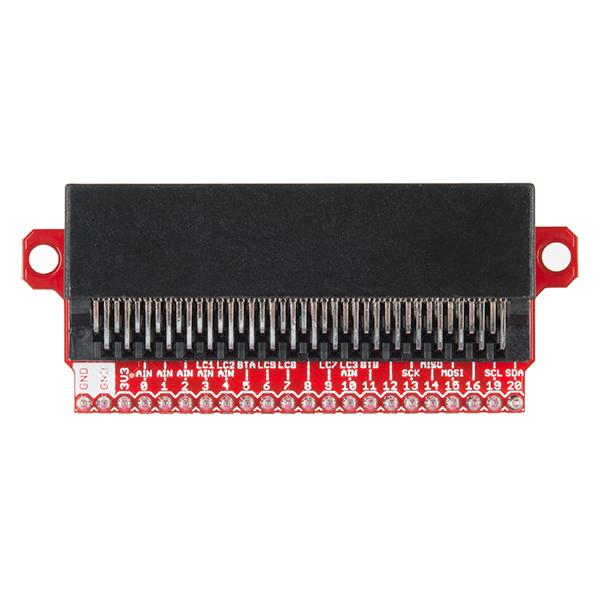 GND GND 3V3
LC1 LC2 BTA LC9 LC8 LC7 LC3 BTB MISO
AIN AIN AIN AIN AIN AIN SCK MOSI SCL SDA
0 1 2 3 4 5 6 7 8 9 10 11 12 13 14 15 16 19 20